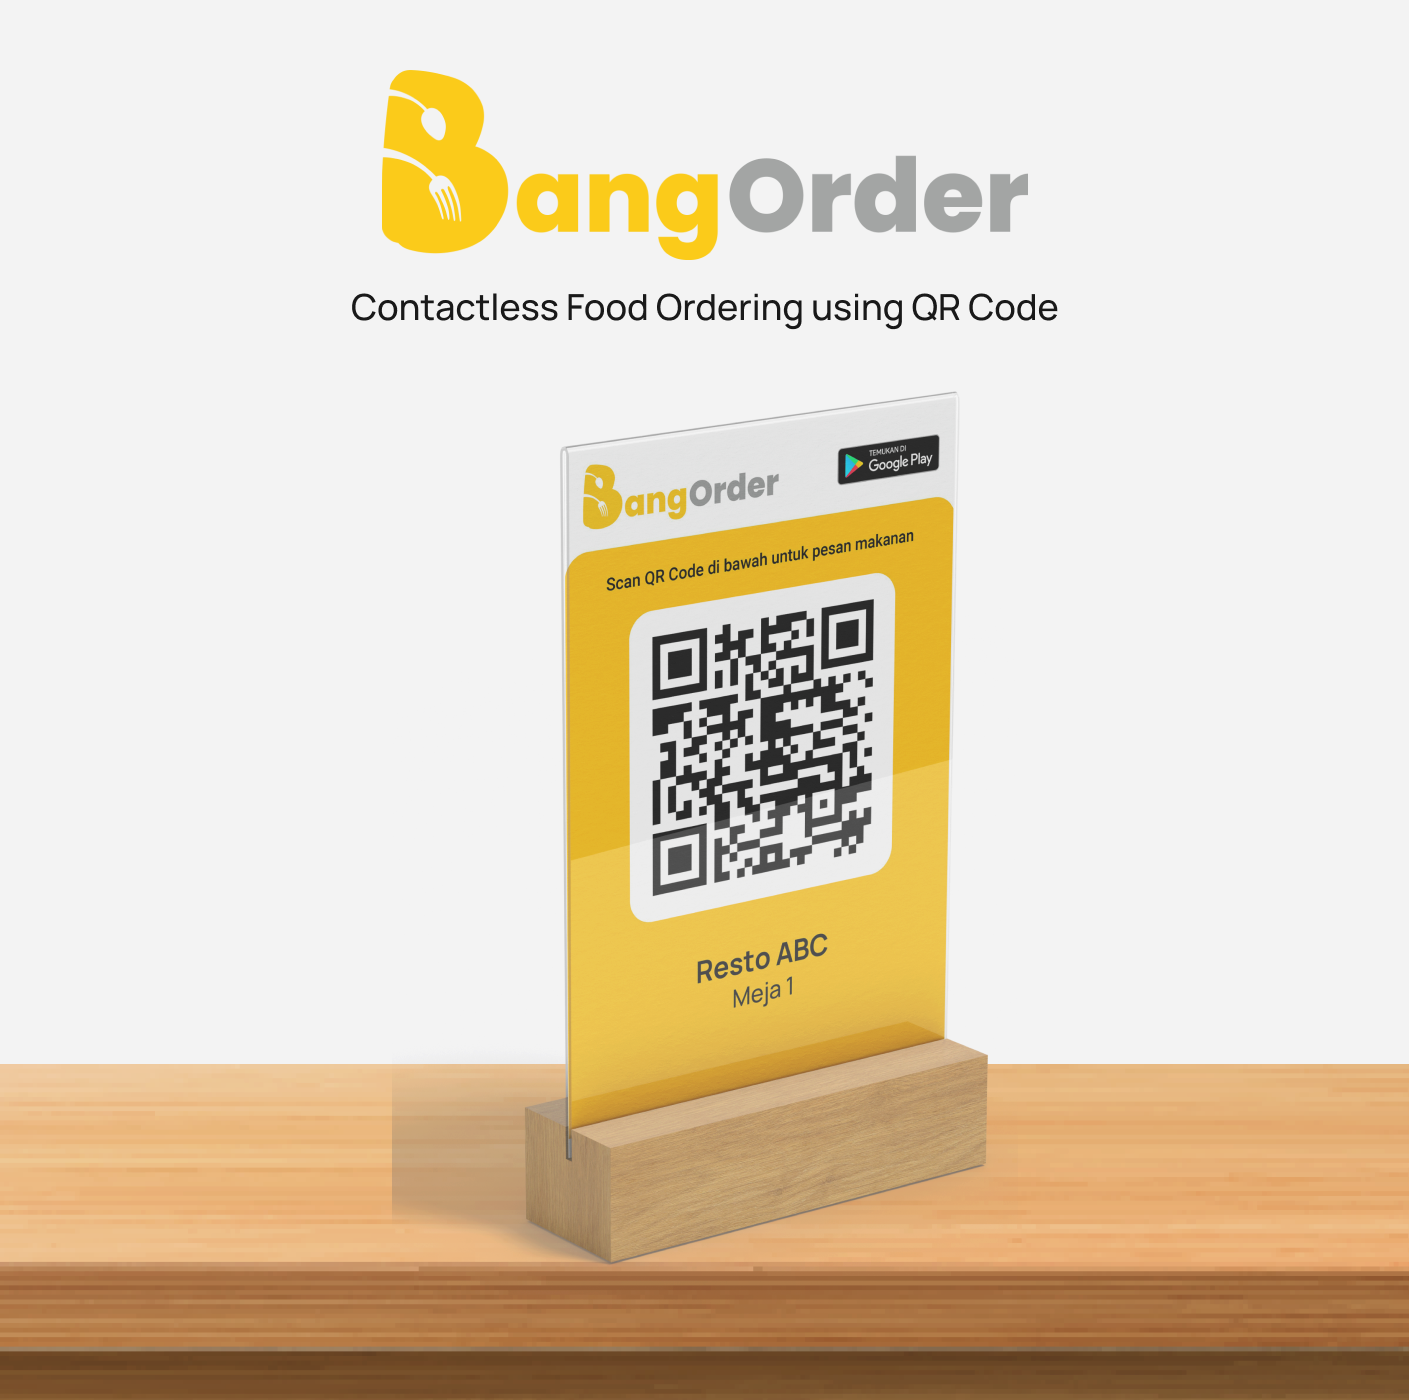 BangOrder
Contactless Food Ordering using QR Code
BangOrder
TEMUKAN DI
Google Play
Scan QR Code di bawah untuk pesan makanan
Resto ABC
Meja 1